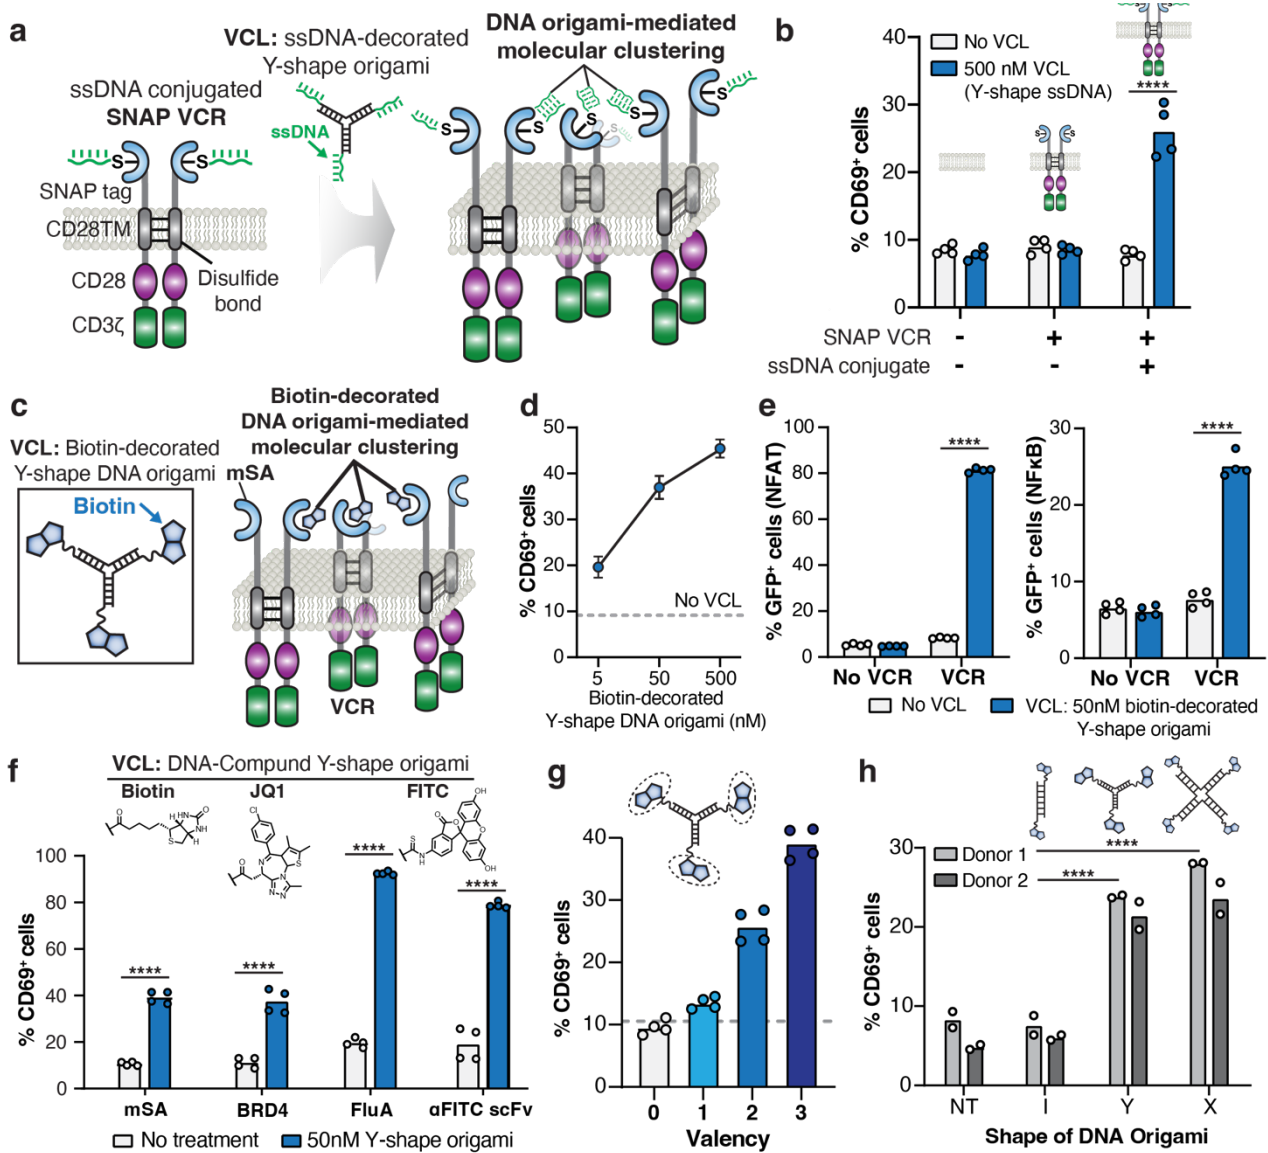 a
VCL: ssDNA-decorated
Y-shape origami
DNA origami-mediated
molecular clustering
ssDNA conjugated
SNAP VCR
ssDNA
S
S
S
S
S
S
SNAP tag
CD28TM
CD28
CD3ζ
Disulfide
bond
b
No VCL
500 nM VCL
(Y-shape ssDNA)
****
S
S
% CD69+ cells
40
30
20
10
0
SNAP VCR - + +
ssDNA conjugate - - +
c
Biotin-decorated
DNA origami-mediated
molecular clustering
VCL: Biotin-decorated
Y-shape DNA origami
mSA
Biotin
VCR
d
% CD69+ cells
50
40
30
20
10
0
No VCL
5 50 500
Biotin-decorated
Y-shape DNA origami (nM)
e
% GFP+ cells (NFAT)
100
80
60
40
20
0
****
No VCR VCR
% GFP+ cells (NFκB)
30
20
10
0
****
No VCR VCR
No VCL
VCL: 50nM biotin-decorated
Y-shape origami
f
VCL: DNA-Compund Y-shape origami
Biotin JQ1 FITC
% CD69+ cells
100
80
60
40
20
0
****
****
****
****
mSA BRD4 FluA αFITC scFv
No treatment 50nM Y-shape origami
g
% CD69+ cells
40
30
20
10
0
0 1 2 3
Valency
h
% CD69+ cells
30
20
10
0
Donor 1
Donor 2
****
****
NT I Y X
Shape of DNA Origami